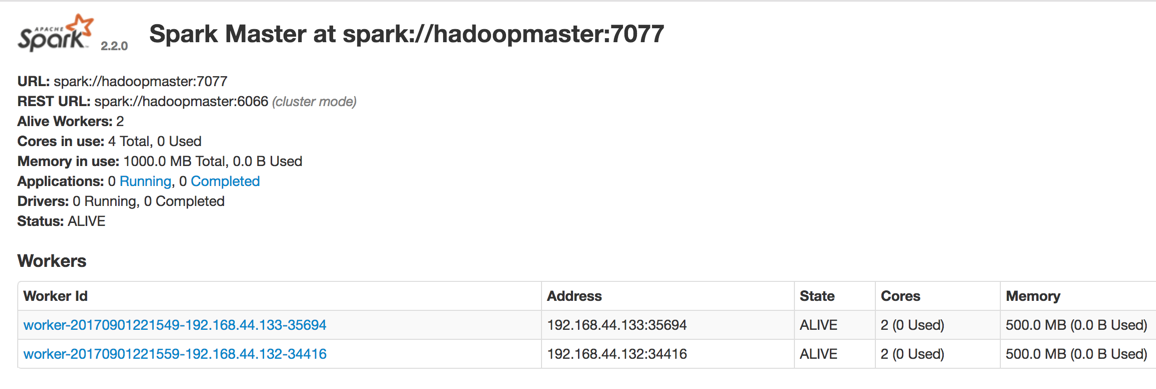 APACHE
Spark 2.2.0 Spark Master at spark://hadoopmaster:7077
URL: spark://hadoopmaster:7077
REST URL: spark://hadoopmaster:6066 (cluster mode)
Alive Workers: 2
Cores in use: 4 Total, 0 Used
Memory in use: 1000.0 MB Total, 0.0 B Used
Applications: 0 Running, 0 Completed
Drivers: 0 Running, 0 Completed
Status: ALIVE
Workers
Worker Id Address State Cores Memory
worker-20170901221549-192.168.44.133-35694 192.168.44.133:35694 ALIVE 2 (0 Used) 500.0 MB (0.0 B Used)
worker-20170901221559-192.168.44.132-34416 192.168.44.132:34416 ALIVE 2 (0 Used) 500.0 MB (0.0 B Used)